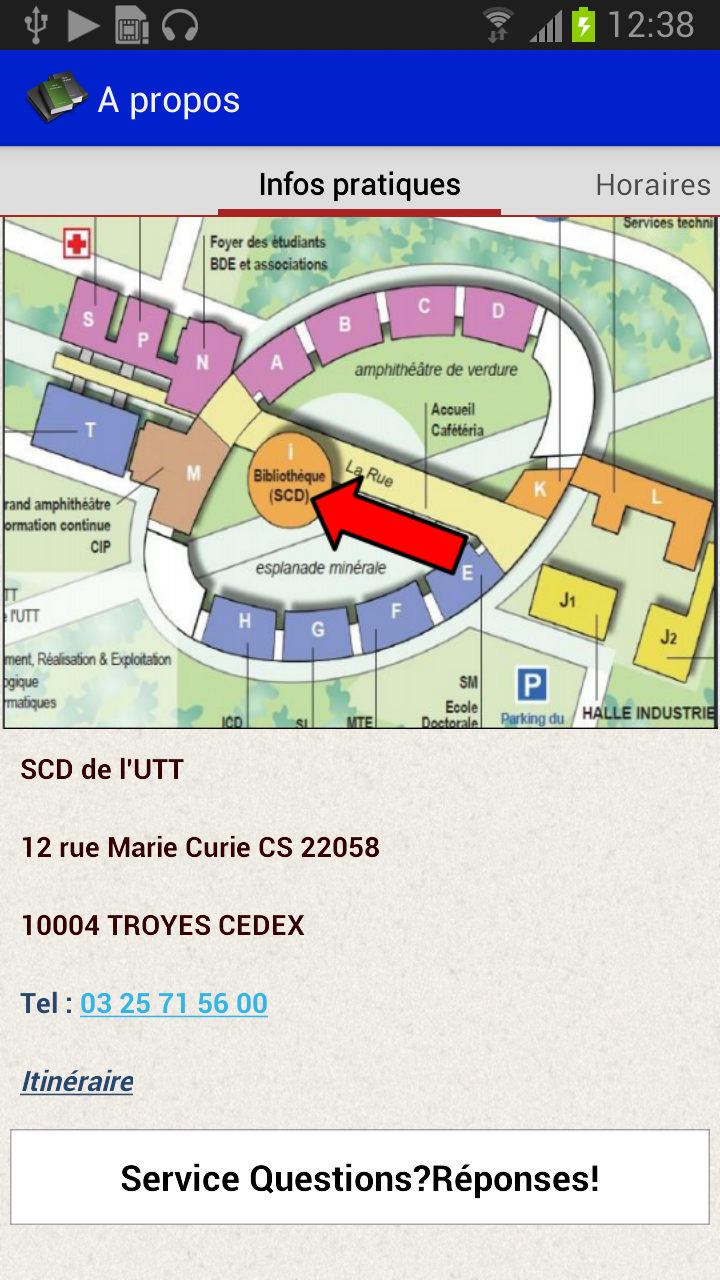 12:38
A propos
Infos pratiques
Horaires
Services techni
Foyer des étudiants
BDE et associations
S
P
N
A
B
C
D
amphithéâtre de verdure
Accueil
Cafétéria
T
M
i
Bibliothèque
(SCD)
La Rue
K
L
rand amphithéâtre
ormation continue
CIP
esplanade minérale
E
F
G
H
J1
J2
TT
l'UTT
ment, Réalisation & Exploitation
ogique
rmatiques
P
Parking du
SM
Ecole
Doctorale
ICD
SI
MTE
HALLE INDUSTRIE
SCD de l'UTT
12 rue Marie Curie CS 22058
10004 TROYES CEDEX
Tel : 03 25 71 56 00
Itinéraire
Service Questions?Réponses!